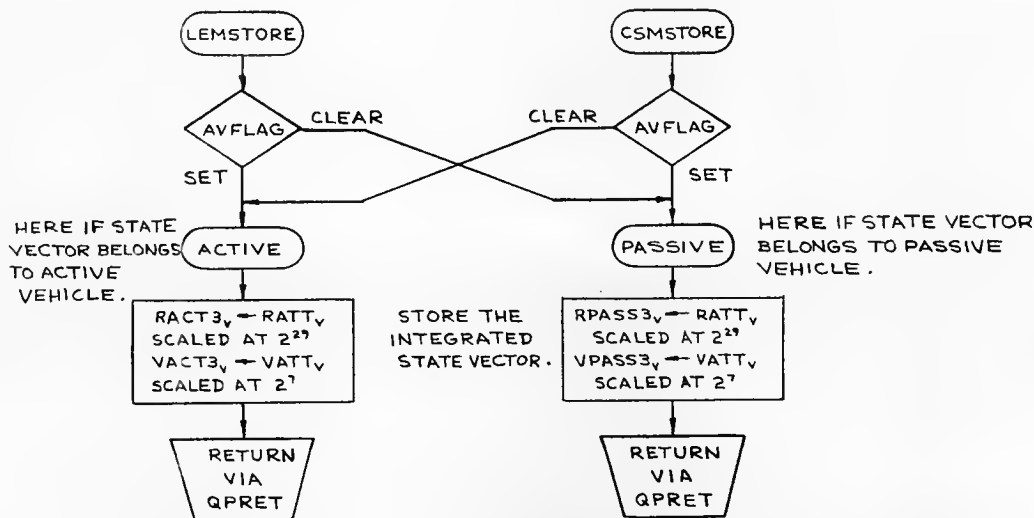 LEMSTORE
AVFLAG
CLEAR
SET
HERE IF STATE
VECTOR BELONGS
TO ACTIVE
VEHICLE.
ACTIVE
RACT3ᵥ ← RATTᵥ
SCALED AT 2²⁹
VACT3ᵥ ← VATTᵥ
SCALED AT 2⁷
RETURN
VIA
QPRET
CSMSTORE
AVFLAG
CLEAR
SET
HERE IF STATE VECTOR
BELONGS TO PASSIVE
VEHICLE.
PASSIVE
STORE THE
INTEGRATED
STATE VECTOR.
RPASS3ᵥ ← RATTᵥ
SCALED AT 2²⁹
VPASS3ᵥ ← VATTᵥ
SCALED AT 2⁷
RETURN
VIA
QPRET